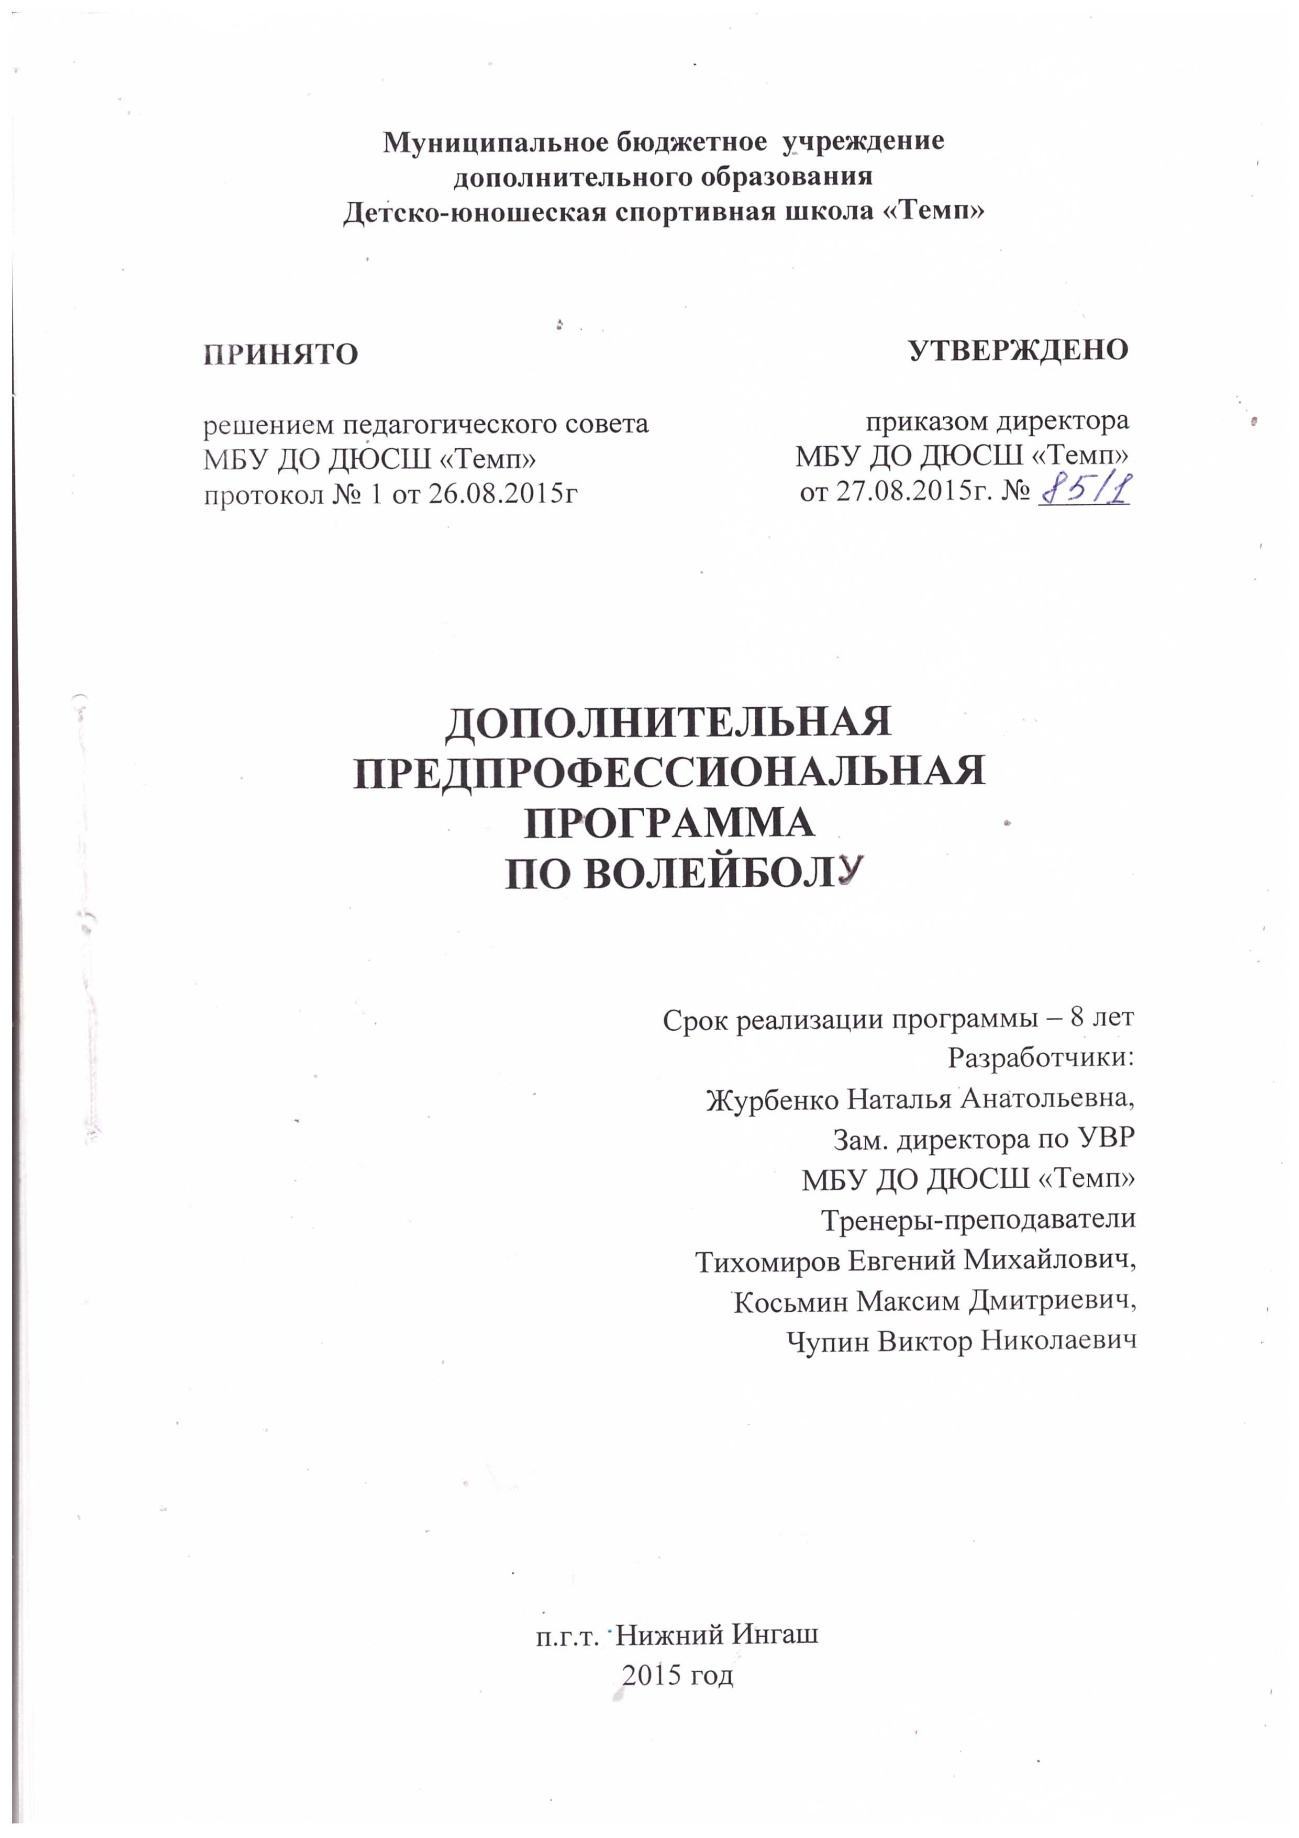 Муниципальное бюджетное учреждение
дополнительного образования
Детско-юношеская спортивная школа «Темп»
ПРИНЯТО
решением педагогического совета
МБУ ДО ДЮСШ «Темп»
протокол № 1 от 26.08.2015г
УТВЕРЖДЕНО
приказом директора
МБУ ДО ДЮСШ «Темп»
от 27.08.2015г. № 85/1
ДОПОЛНИТЕЛЬНАЯ
ПРЕДПРОФЕССИОНАЛЬНАЯ
ПРОГРАММА
ПО ВОЛЕЙБОЛУ
Срок реализации программы – 8 лет
Разработчики:
Журбенко Наталья Анатольевна,
Зам. директора по УВР
МБУ ДО ДЮСШ «Темп»
Тренеры-преподаватели
Тихомиров Евгений Михайлович,
Косьмин Максим Дмитриевич,
Чупин Виктор Николаевич
п.г.т. Нижний Ингаш
2015 год